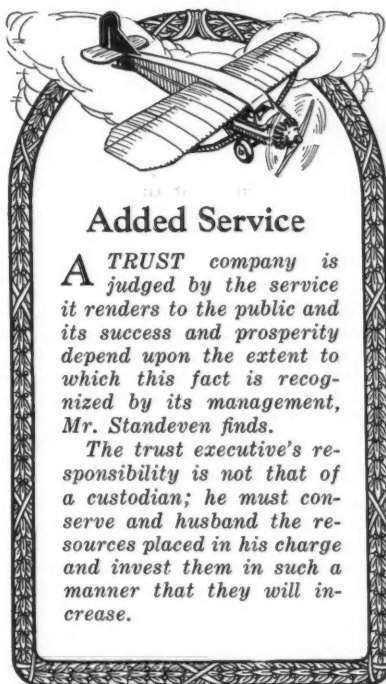 Added Service
A TRUST company is
judged by the service
it renders to the public and
its success and prosperity
depend upon the extent to
which this fact is recog-
nized by its management,
Mr. Standeven finds.
The trust executive's re-
sponsibility is not that of
a custodian; he must con-
serve and husband the re-
sources placed in his charge
and invest them in such a
manner that they will in-
crease.